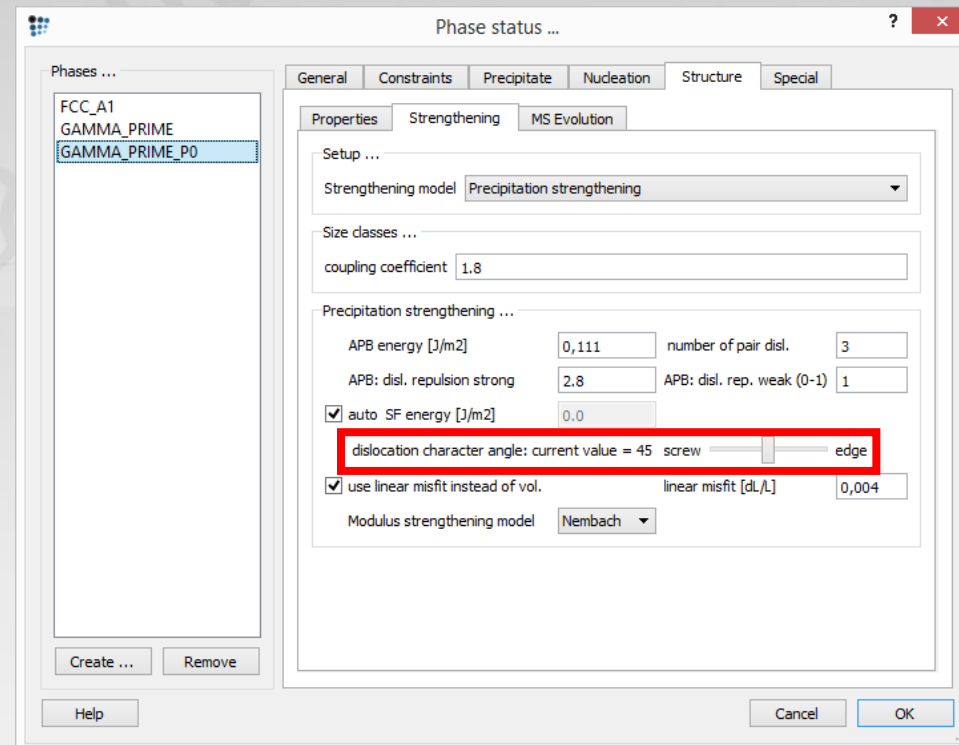 Phase status ...
?
Phases ...
FCC_A1
GAMMA_PRIME
GAMMA_PRIME_P0
Create ... Remove
General Constraints Precipitate Nucleation Structure Special
Properties Strengthening MS Evolution
Setup ...
Strengthening model Precipitation strengthening
Size classes ...
coupling coefficient 1.8
Precipitation strengthening ...
APB energy [J/m2] 0,111 number of pair disl. 3
APB: disl. repulsion strong 2.8 APB: disl. rep. weak (0-1) 1
auto SF energy [J/m2] 0.0
dislocation character angle: current value = 45 screw edge
use linear misfit instead of vol. linear misfit [dL/L] 0,004
Modulus strengthening model Nembach
Help Cancel OK